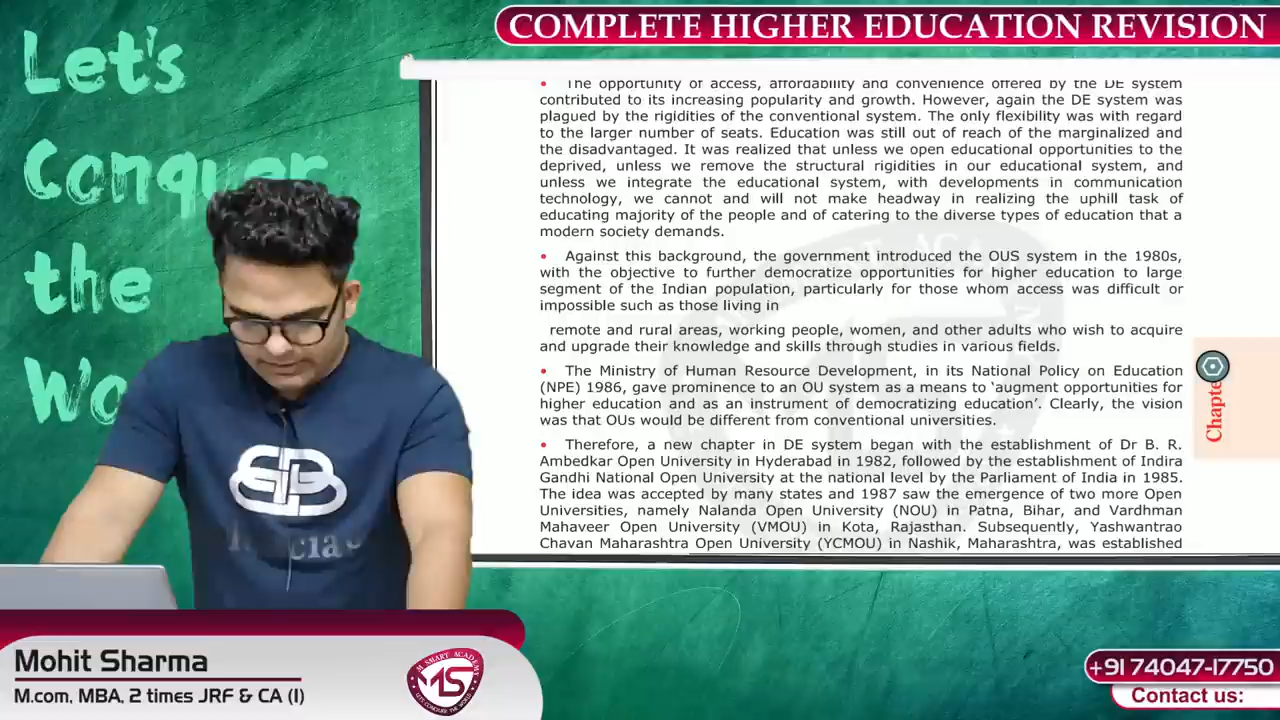 COMPLETE HIGHER EDUCATION REVISION
Let's
Conquer
the
Wo
• The opportunity of access, affordability and convenience offered by the DE system
contributed to its increasing popularity and growth. However, again the DE system was
plagued by the rigidities of the conventional system. The only flexibility was with regard
to the larger number of seats. Education was still out of reach of the marginalized and
the disadvantaged. It was realized that unless we open educational opportunities to the
deprived, unless we remove the structural rigidities in our educational system, and
unless we integrate the educational system, with developments in communication
technology, we cannot and will not make headway in realizing the uphill task of
educating majority of the people and of catering to the diverse types of education that a
modern society demands.
• Against this background, the government introduced the OUS system in the 1980s,
with the objective to further democratize opportunities for higher education to large
segment of the Indian population, particularly for those whom access was difficult or
impossible such as those living in
remote and rural areas, working people, women, and other adults who wish to acquire
and upgrade their knowledge and skills through studies in various fields.
• The Ministry of Human Resource Development, in its National Policy on Education
(NPE) 1986, gave prominence to an OU system as a means to ‘augment opportunities for
higher education and as an instrument of democratizing education’. Clearly, the vision
was that OUs would be different from conventional universities.
• Therefore, a new chapter in DE system began with the establishment of Dr B. R.
Ambedkar Open University in Hyderabad in 1982, followed by the establishment of Indira
Gandhi National Open University at the national level by the Parliament of India in 1985.
The idea was accepted by many states and 1987 saw the emergence of two more Open
Universities, namely Nalanda Open University (NOU) in Patna, Bihar, and Vardhman
Mahaveer Open University (VMOU) in Kota, Rajasthan. Subsequently, Yashwantrao
Chavan Maharashtra Open University (YCMOU) in Nashik, Maharashtra, was established
Chapte
Mohit Sharma
M.com, MBA, 2 times JRF & CA (I)
M SMART ACADEMY
MS
LETS CONQUER THE WORLD
+91 74047-17750
Contact us: